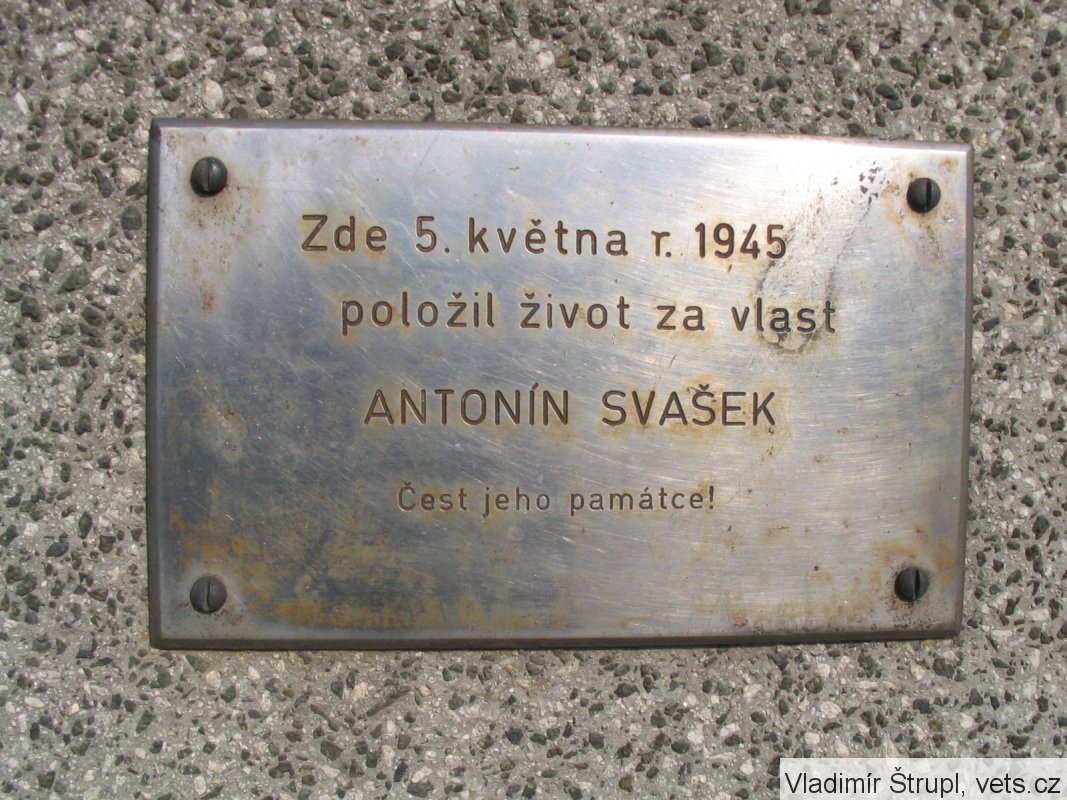 Zde 5. května r. 1945
položil život za vlast
ANTONÍN SVAŠEK
Čest jeho památce!
Vladimír Štrupl, vets.cz